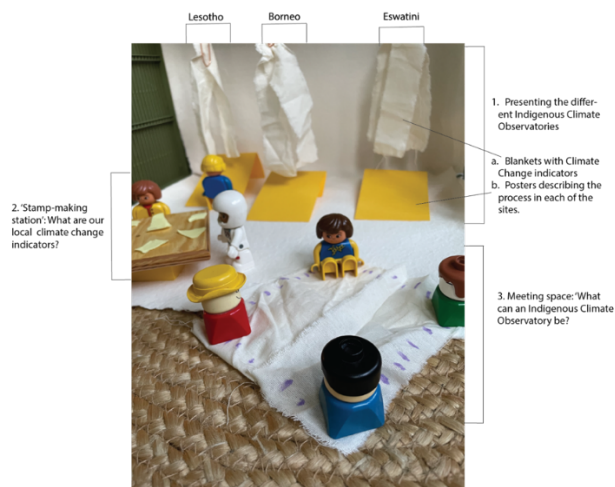 Lesotho
Borneo
Eswatini
1. Presenting the differ-
ent Indigenous Climate
Observatories
a. Blankets with Climate
Change indicators
b. Posters describing the
process in each of the
sites.
2. 'Stamp-making
station': What are our
local climate change
indicators?
3. Meeting space: 'What
can an Indigenous Climate
Observatory be?